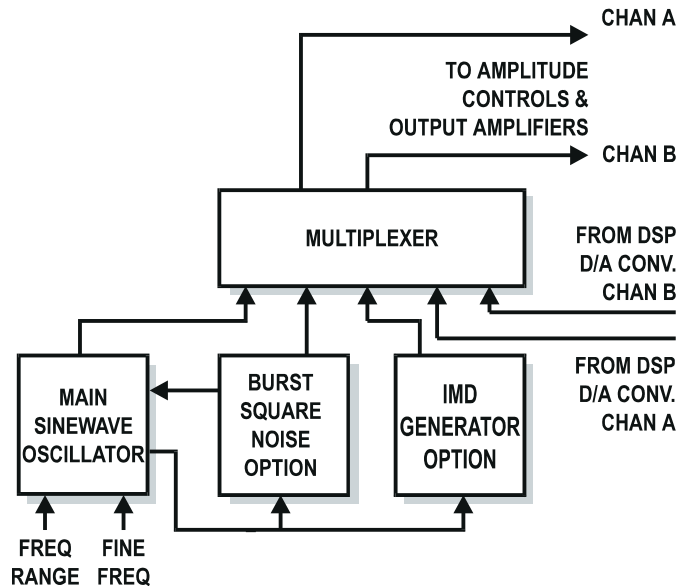 CHAN A
TO AMPLITUDE
CONTROLS &
OUTPUT AMPLIFIERS
CHAN B
MULTIPLEXER
FROM DSP
D/A CONV.
CHAN B
FROM DSP
D/A CONV.
CHAN A
MAIN
SINEWAVE
OSCILLATOR
BURST
SQUARE
NOISE
OPTION
IMD
GENERATOR
OPTION
FREQ
RANGE
FINE
FREQ